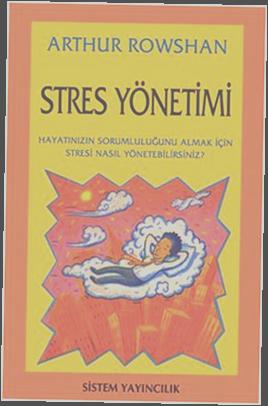 ARTHUR ROWSHAN
STRES YÖNETİMİ
HAYATINIZIN SORUMLULUĞUNU ALMAK İÇİN
STRESİ NASIL YÖNETEBİLİRSİNİZ?
SİSTEM YAYINCILIK